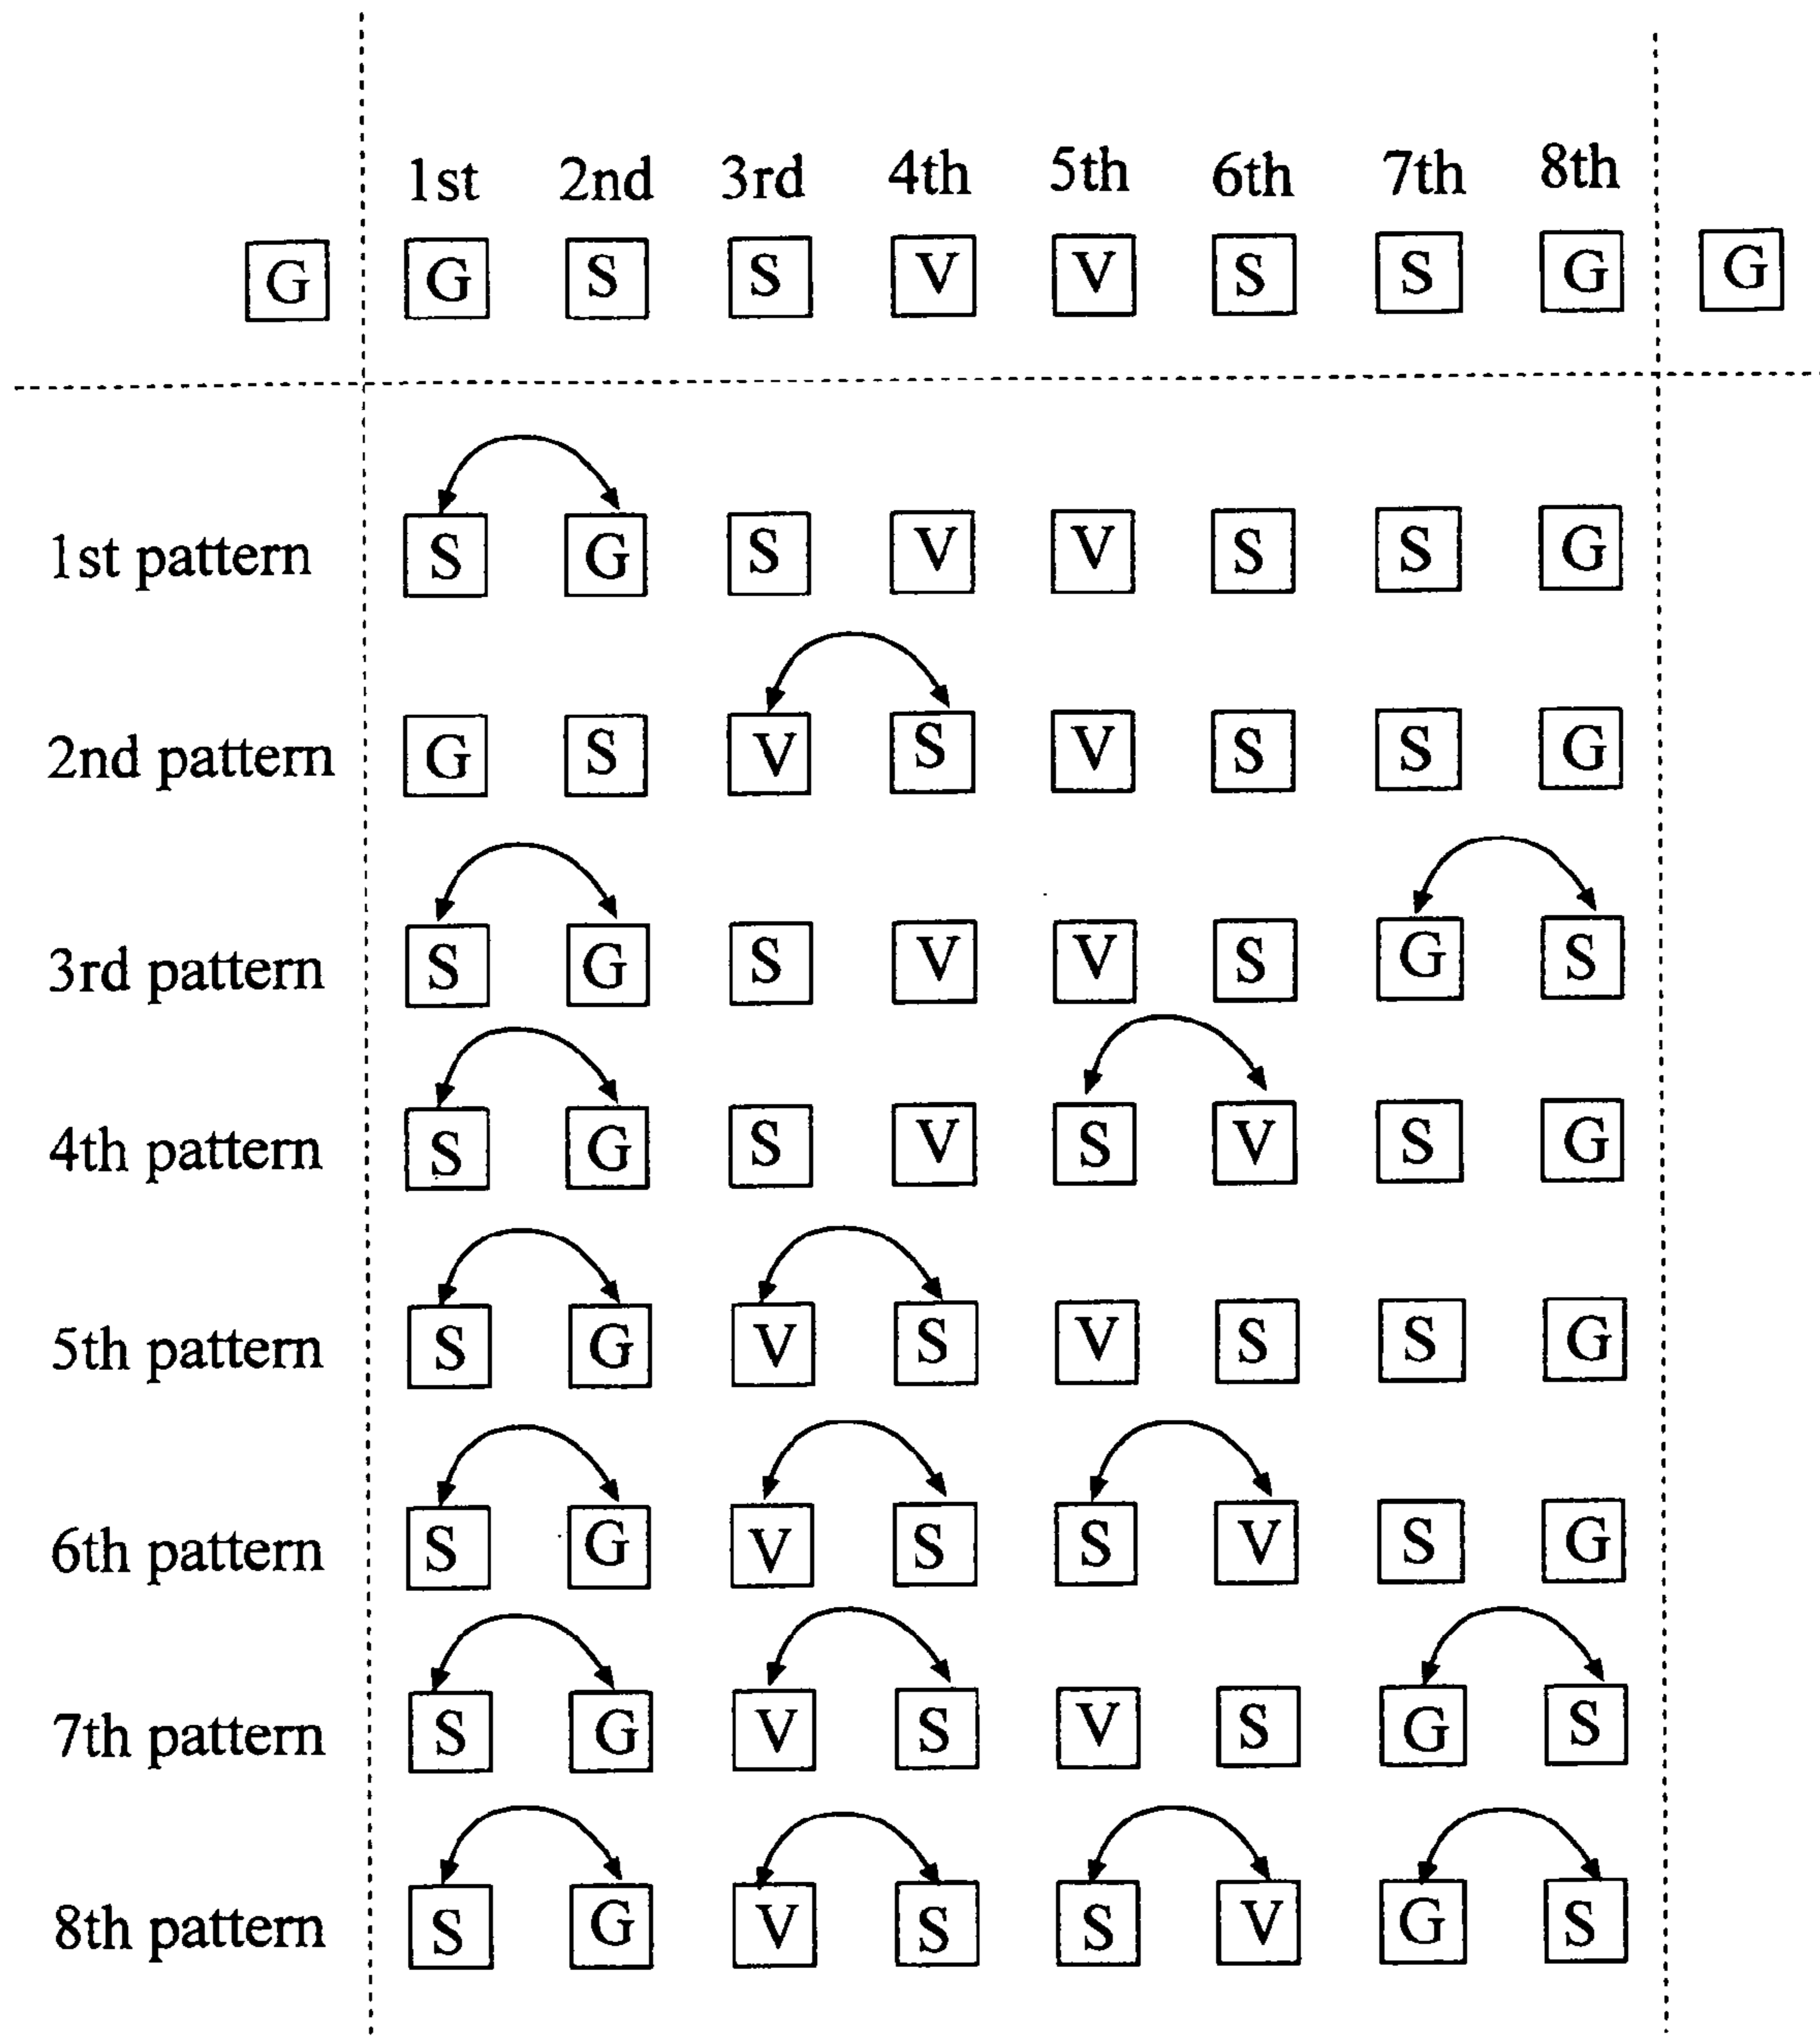 1st 2nd 3rd 4th 5th 6th 7th 8th
G G S S V V S S G G
1st pattern S G S V V S S G
2nd pattern G S V S V S S G
3rd pattern S G S V V S G S
4th pattern S G S V S V S G
5th pattern S G V S V S S G
6th pattern S G V S S V S G
7th pattern S G V S V S G S
8th pattern S G V S S V G S